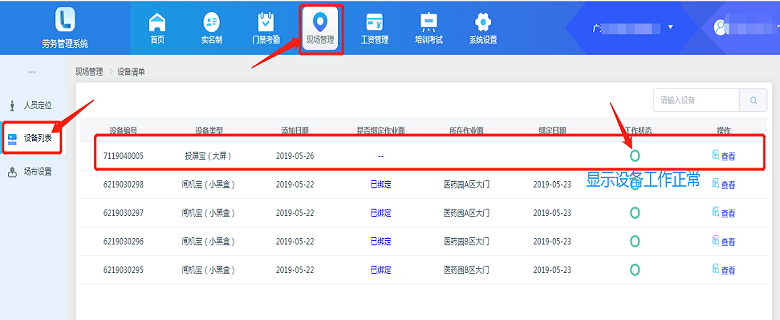 劳务管理系统
首页 实名制 门禁考勤 现场管理 工资管理 培训考试 系统设置
广
现场管理 > 设备清单
人员定位
设备列表
场布设置
请输入设备
设备编号 设备类型 添加日期 是否绑定作业面 所在作业面 绑定日期 工作状态 操作
7119040005 投屏宝（大屏） 2019-05-26 -- 查看
显示设备工作正常
6219030298 闸机宝（小黑盒） 2019-05-22 已绑定 医药园A区大门 2019-05-23 查看
6219030297 闸机宝（小黑盒） 2019-05-22 已绑定 医药园A区大门 2019-05-23 查看
6219030296 闸机宝（小黑盒） 2019-05-22 已绑定 医药园B区大门 2019-05-23 查看
6219030295 闸机宝（小黑盒） 2019-05-22 已绑定 医药园B区大门 2019-05-23 查看